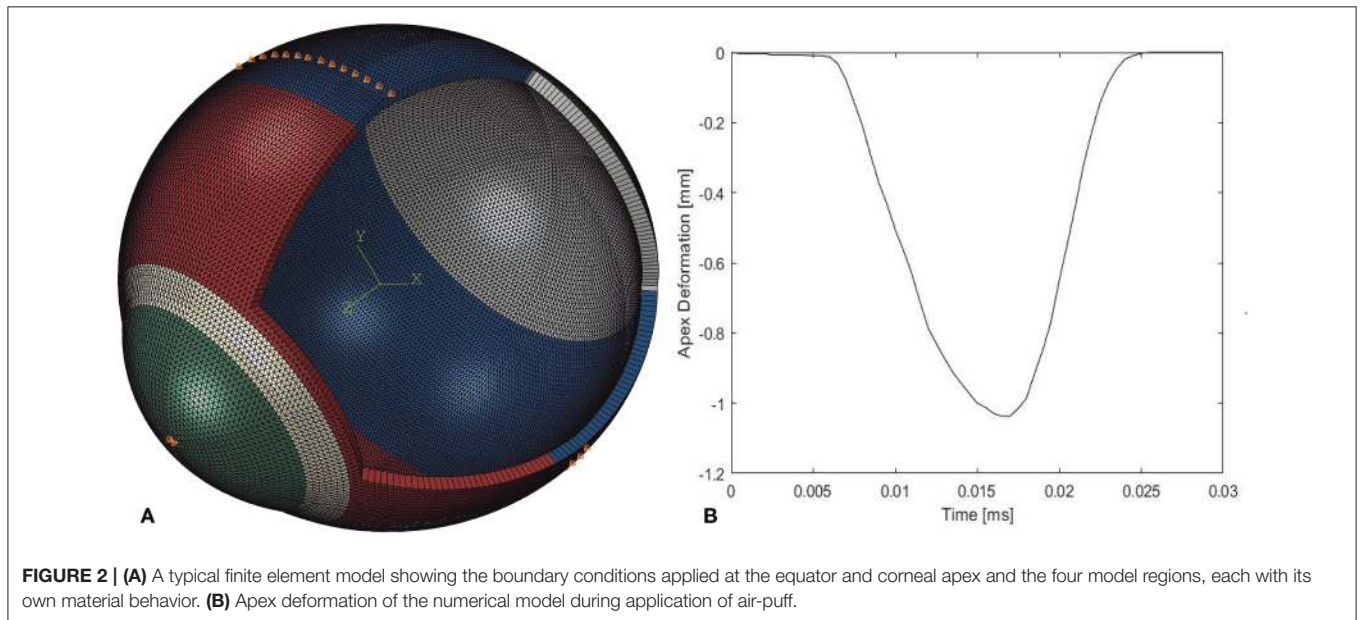 Y
X
Z
A
0
-0.2
-0.4
-0.6
-0.8
-1
-1.2
Apex Deformation [mm]
0 0.005 0.01 0.015 0.02 0.025 0.03
Time [ms]
B
FIGURE 2 | (A) A typical finite element model showing the boundary conditions applied at the equator and corneal apex and the four model regions, each with its
own material behavior. (B) Apex deformation of the numerical model during application of air-puff.